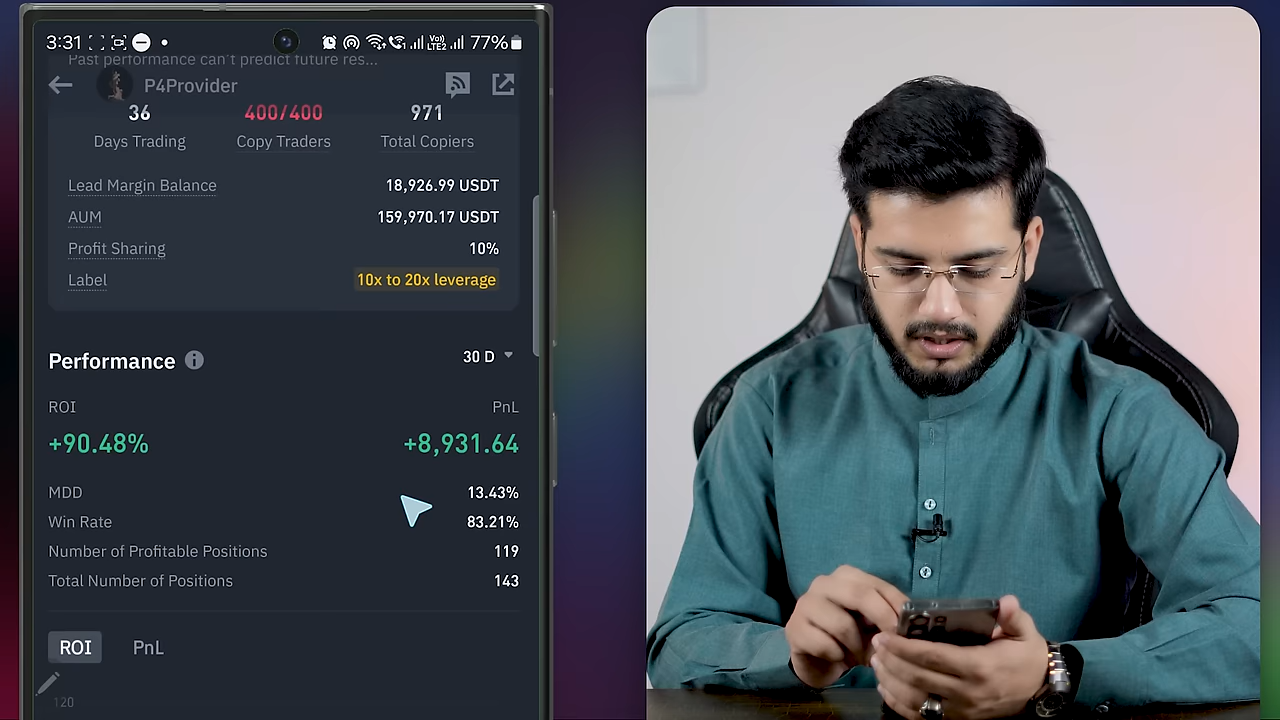 3:31
Vo)) LTE2
77%
Past performance can't predict future res...
P4Provider
36 400/400 971
Days Trading Copy Traders Total Copiers
Lead Margin Balance 18,926.99 USDT
AUM 159,970.17 USDT
Profit Sharing 10%
Label 10x to 20x leverage
Performance 30 D
ROI PnL
+90.48% +8,931.64
MDD 13.43%
Win Rate 83.21%
Number of Profitable Positions 119
Total Number of Positions 143
ROI PnL
120